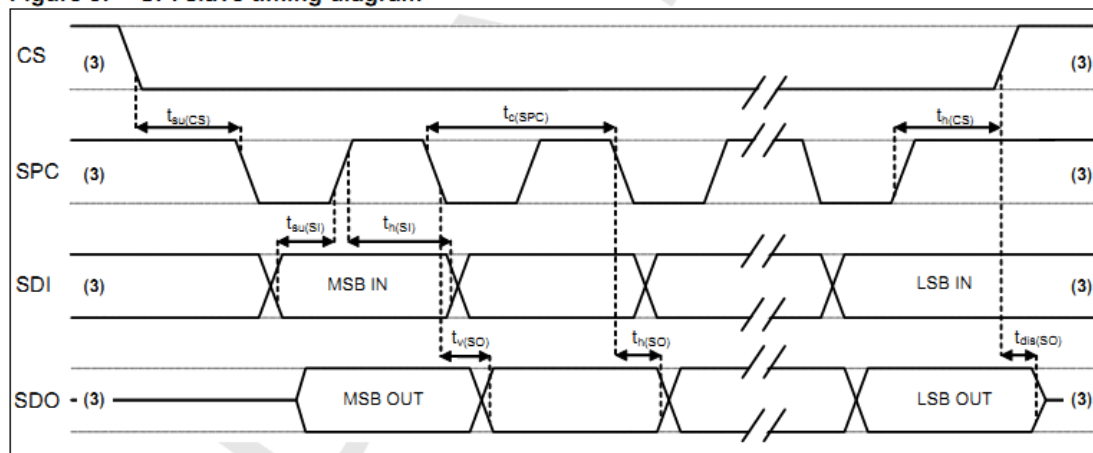 CS (3) (3)
t_su(CS) t_c(SPC) t_h(CS)
SPC (3) (3)
t_su(SI) t_h(SI)
SDI (3) MSB IN LSB IN (3)
t_v(SO) t_h(SO) t_dis(SO)
SDO (3) MSB OUT LSB OUT (3)